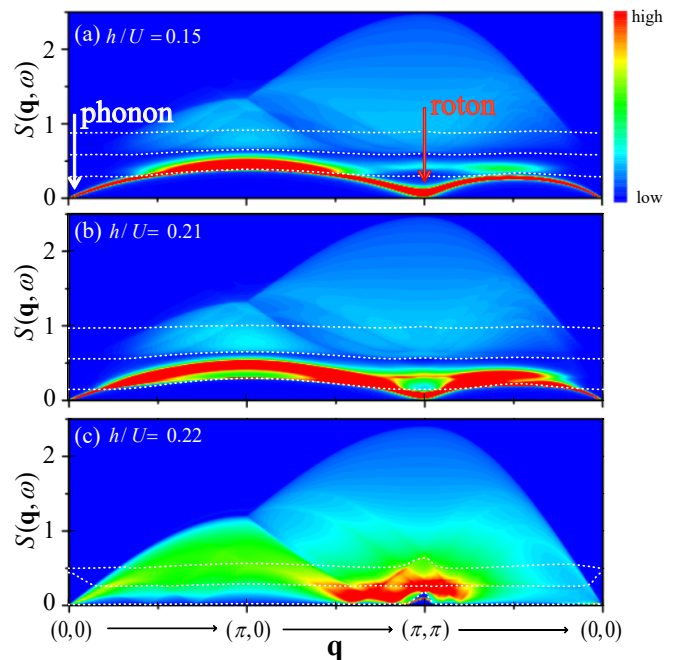 (a) h/U = 0.15
high
low
phonon
roton
S(q, ω)
2
1
0
(b) h/U = 0.21
S(q, ω)
2
1
0
(c) h/U = 0.22
S(q, ω)
2
1
0
(0,0) (π,0) (π,π) (0,0)
q